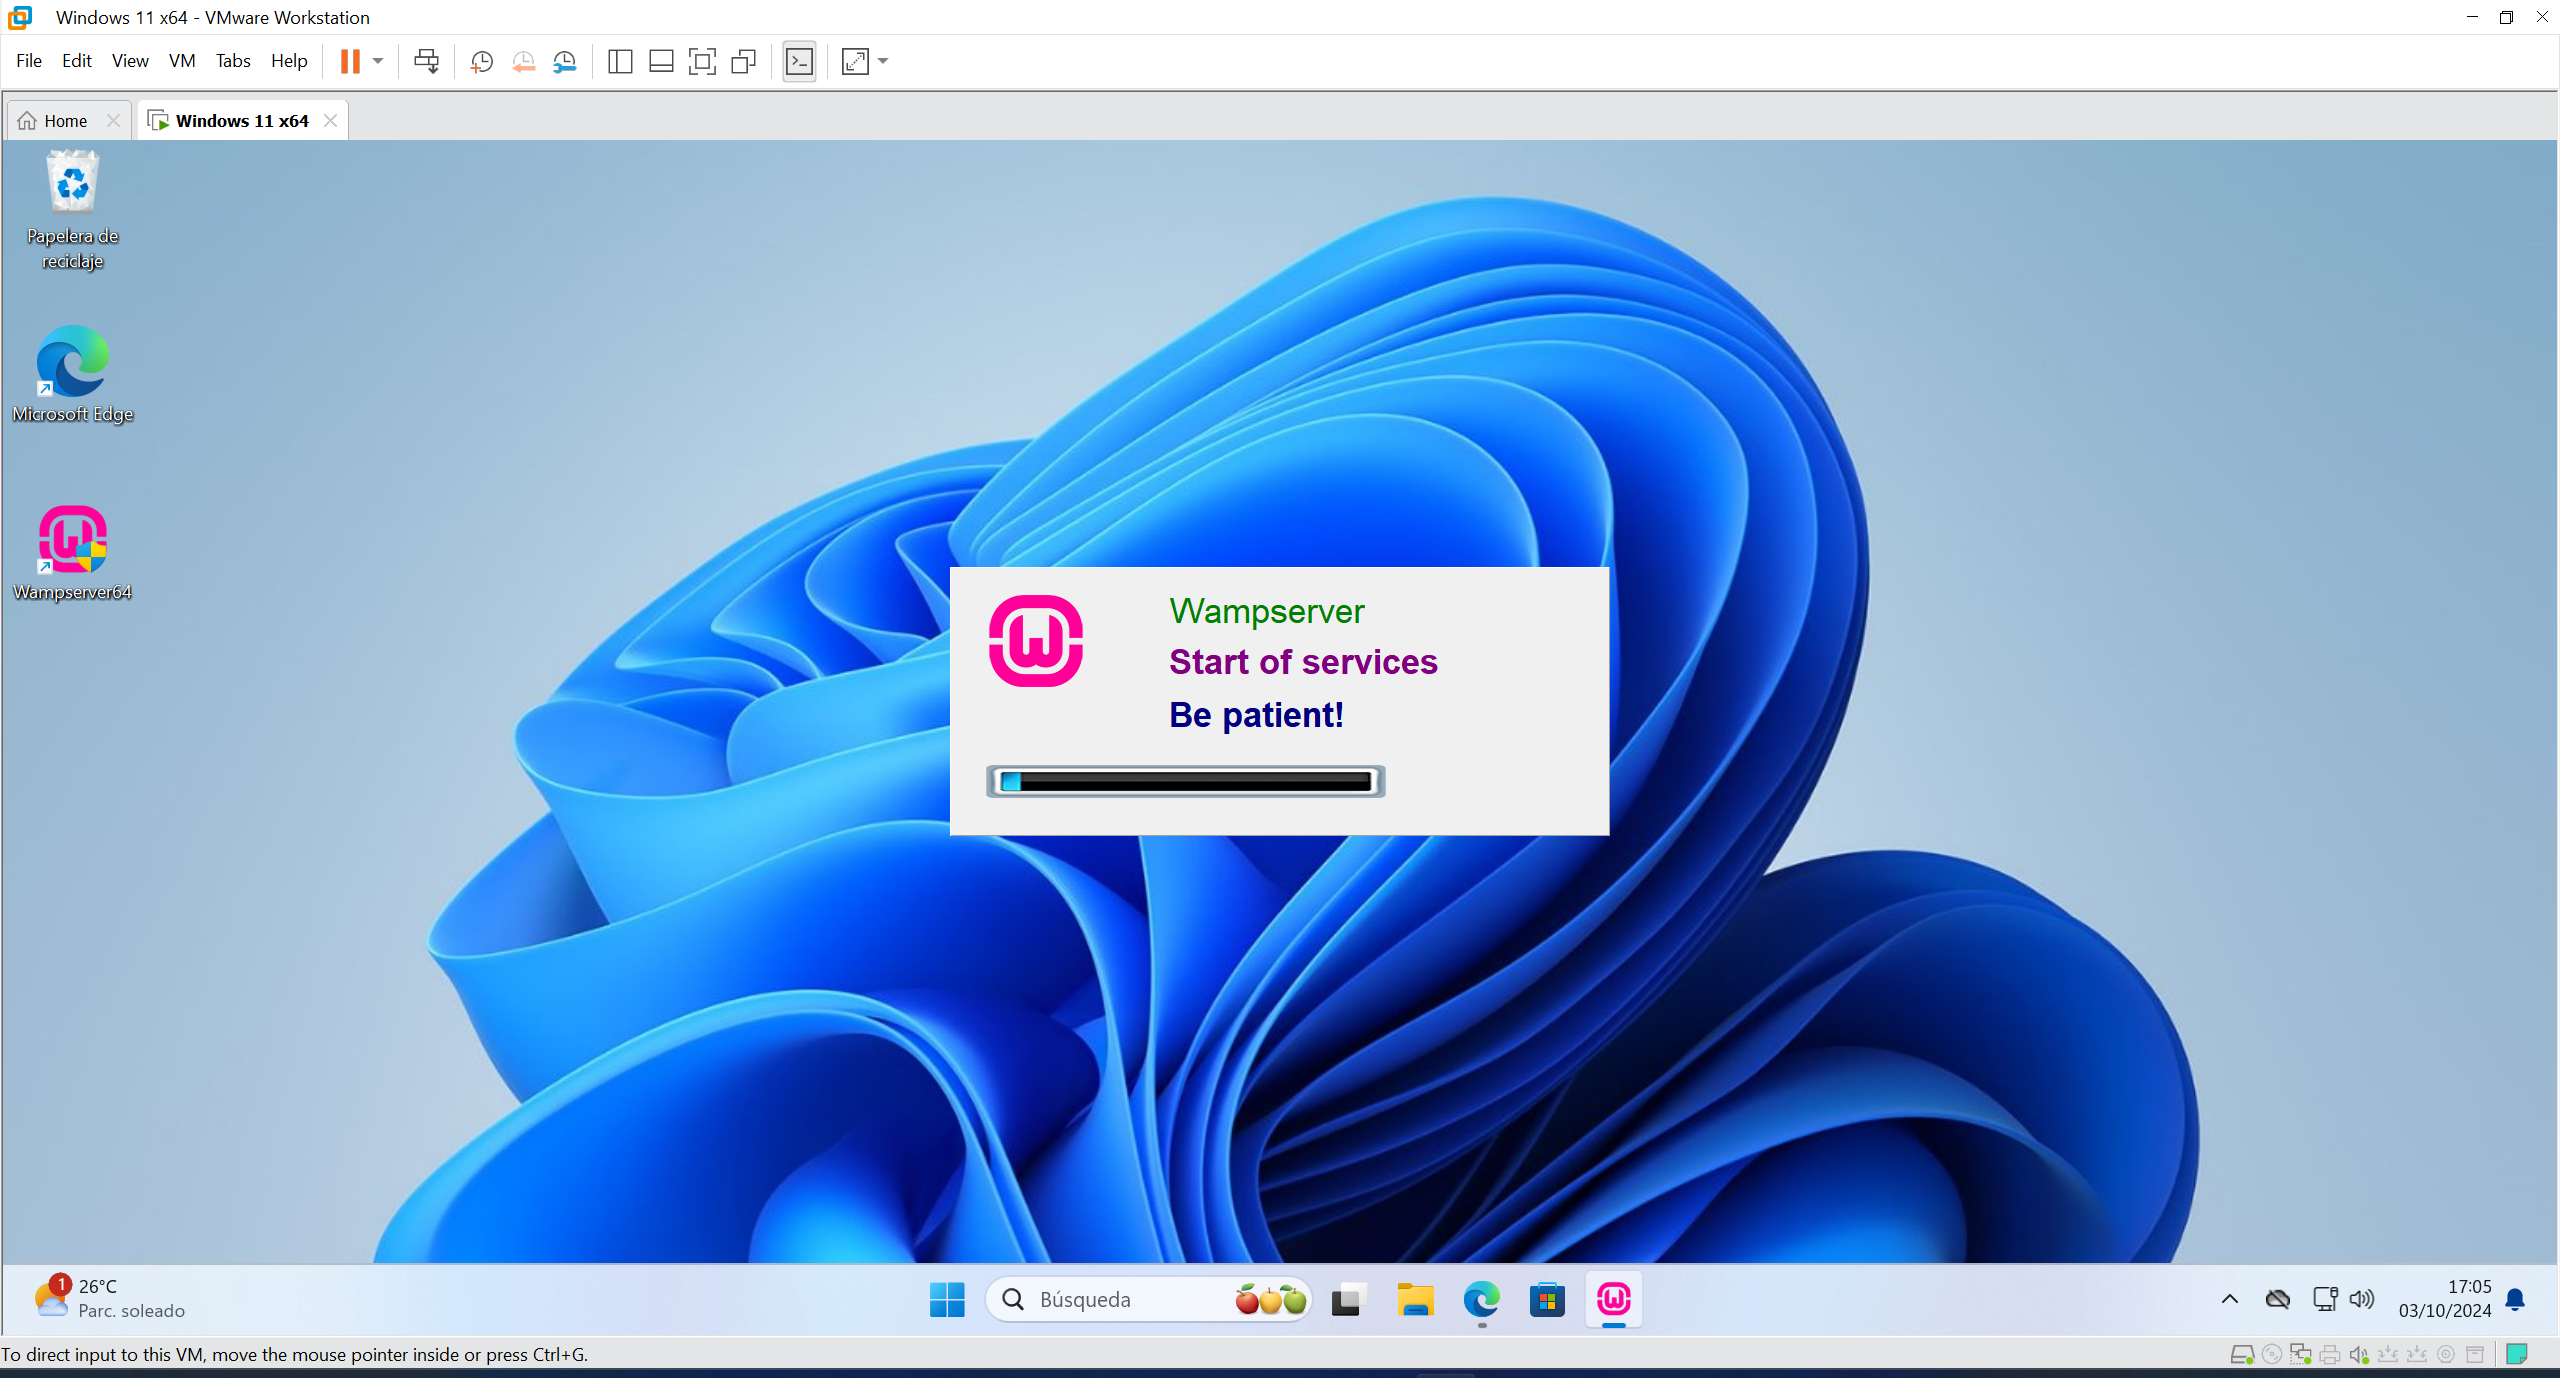 Windows 11 x64 - VMware Workstation
File Edit View VM Tabs Help
Home
Windows 11 x64
Papelera de
reciclaje
Microsoft Edge
Wampserver64
Wampserver
Start of services
Be patient!
1
26°C
Parc. soleado
Búsqueda
17:05
03/10/2024
To direct input to this VM, move the mouse pointer inside or press Ctrl+G.